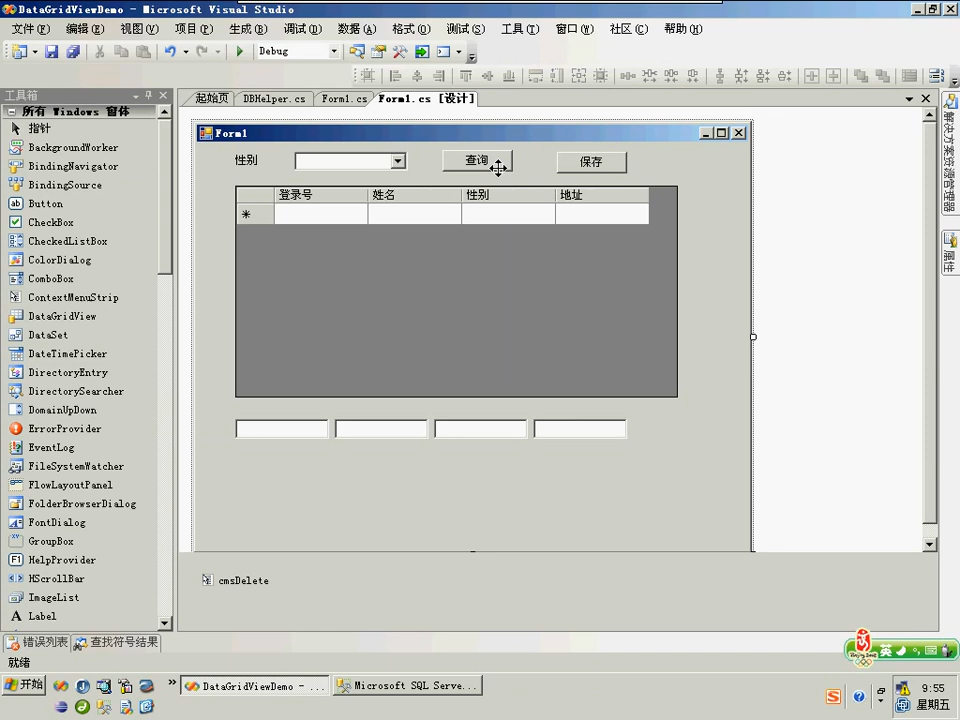 DataGridViewDemo - Microsoft Visual Studio
文件(F) 编辑(E) 视图(V) 项目(P) 生成(B) 调试(D) 数据(A) 格式(O) 测试(S) 工具(T) 窗口(W) 社区(C) 帮助(H)
Debug
工具箱
起始页 DBHelper.cs Form1.cs Form1.cs [设计]
所有 Windows 窗体
指针
BackgroundWorker
BindingNavigator
BindingSource
Button
CheckBox
CheckedListBox
ColorDialog
ComboBox
ContextMenuStrip
DataGridView
DataSet
DateTimePicker
DirectoryEntry
DirectorySearcher
DomainUpDown
ErrorProvider
EventLog
FileSystemWatcher
FlowLayoutPanel
FolderBrowserDialog
FontDialog
GroupBox
HelpProvider
HScrollBar
ImageList
Label
Form1
性别 查询 保存
登录号 姓名 性别 地址
cmsDelete
解决方案资源管理器
属性
错误列表 查找符号结果
就绪
英
开始
DataGridViewDemo - ...
Microsoft SQL Serve...
9:55
星期五